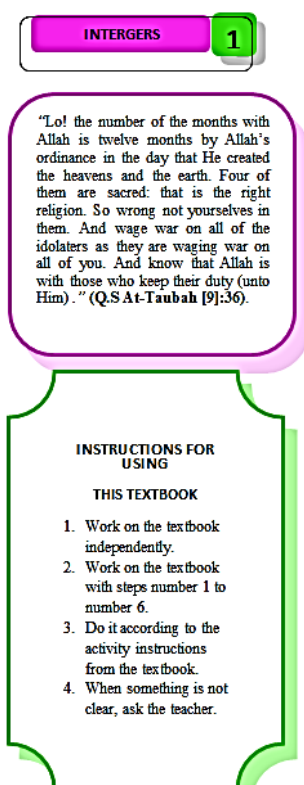 INTERGERS
1
“Lo! the number of the months with
Allah is twelve months by Allah’s
ordinance in the day that He created
the heavens and the earth. Four of
them are sacred: that is the right
religion. So wrong not yourselves in
them. And wage war on all of the
idolaters as they are waging war on
all of you. And know that Allah is
with those who keep their duty (unto
Him) .” (Q.S At-Taubah [9]:36).
INSTRUCTIONS FOR
USING
THIS TEXTBOOK
1. Work on the textbook
independently.
2. Work on the textbook
with steps number 1 to
number 6.
3. Do it according to the
activity instructions
from the textbook.
4. When something is not
clear, ask the teacher.